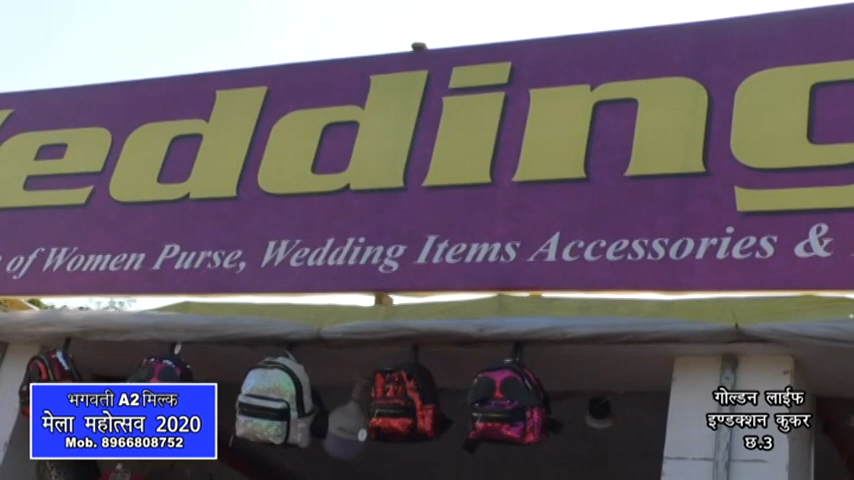 edding
of Women Purse, Wedding Items Accessories &
भगवती A2 मिल्क
मेला महोत्सव 2020
Mob. 8966808752
गोल्डन लाईफ
इण्डक्शन कुकर
छ.3